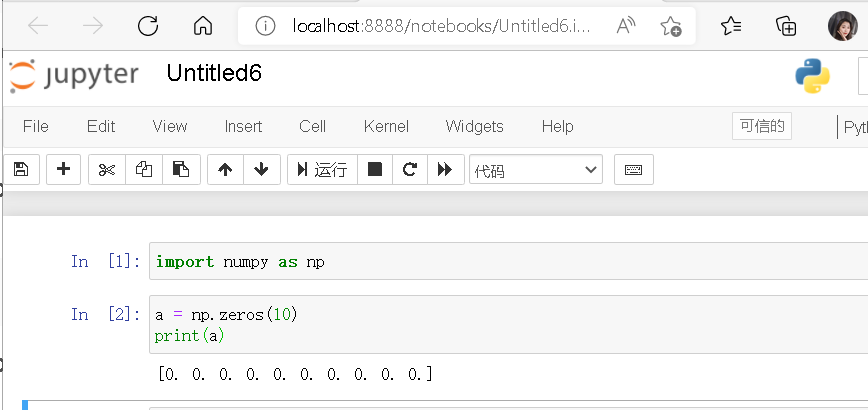 localhost:8888/notebooks/Untitled6.i...
jupyter Untitled6
File Edit View Insert Cell Kernel Widgets Help 可信的
运行 代码
In [1]: import numpy as np
In [2]: a = np.zeros(10)
print(a)
[0. 0. 0. 0. 0. 0. 0. 0. 0. 0.]